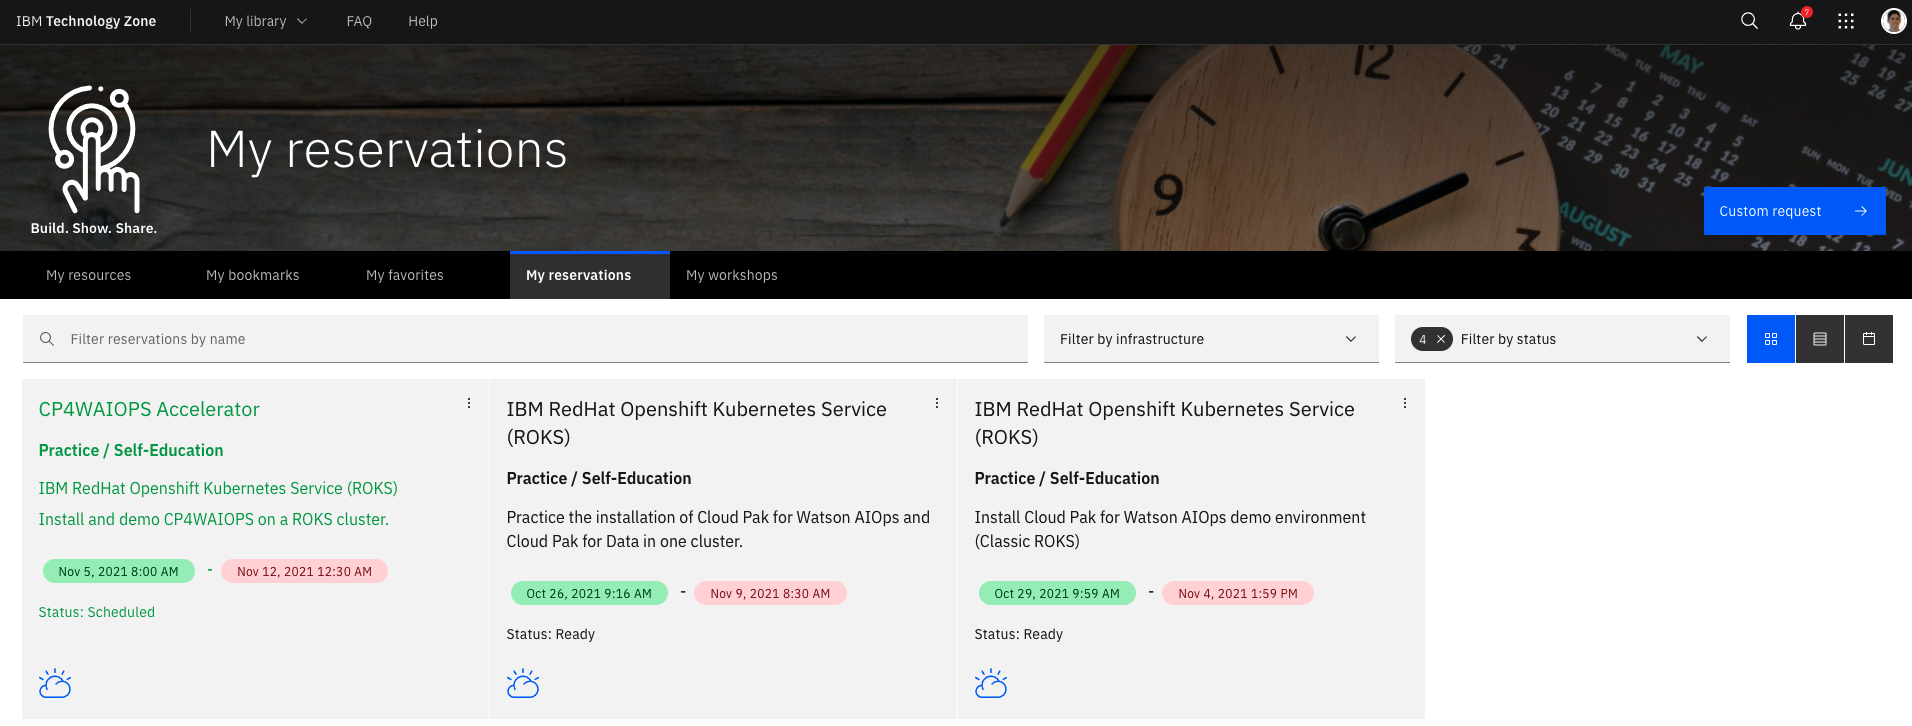 IBM Technology Zone My library FAQ Help
7
My reservations
Build. Show. Share.
12
9
3
MAY
AUGUST
Custom request
My resources My bookmarks My favorites My reservations My workshops
Filter reservations by name Filter by infrastructure 4 Filter by status
CP4WAIOPS Accelerator
Practice / Self-Education
IBM RedHat Openshift Kubernetes Service (ROKS)
Install and demo CP4WAIOPS on a ROKS cluster.
Nov 5, 2021 8:00 AM - Nov 12, 2021 12:30 AM
Status: Scheduled
IBM RedHat Openshift Kubernetes Service
(ROKS)
Practice / Self-Education
Practice the installation of Cloud Pak for Watson AIOps and
Cloud Pak for Data in one cluster.
Oct 26, 2021 9:16 AM - Nov 9, 2021 8:30 AM
Status: Ready
IBM RedHat Openshift Kubernetes Service
(ROKS)
Practice / Self-Education
Install Cloud Pak for Watson AIOps demo environment
(Classic ROKS)
Oct 29, 2021 9:59 AM - Nov 4, 2021 1:59 PM
Status: Ready